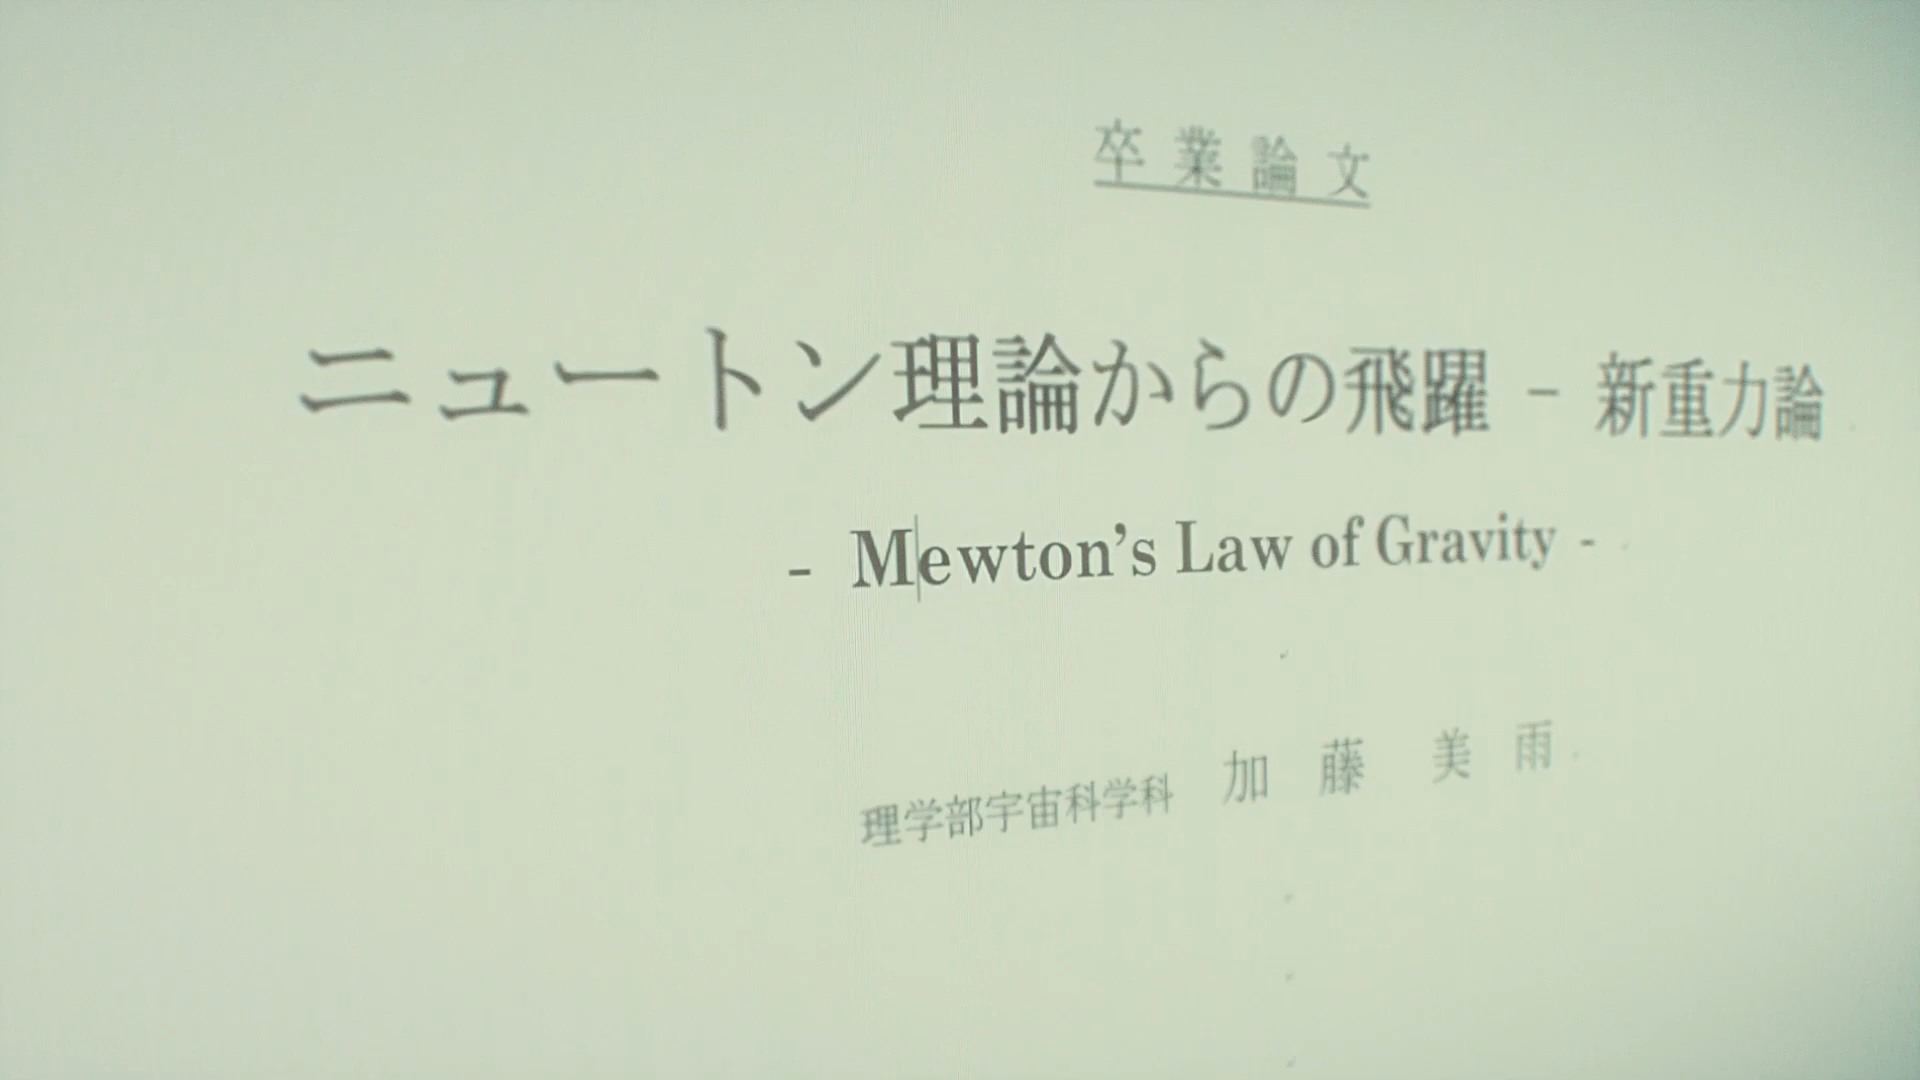 卒業論文
ニュートン理論からの飛躍 － 新重力論
- Mewton's Law of Gravity -
理学部宇宙科学科 加藤 美雨